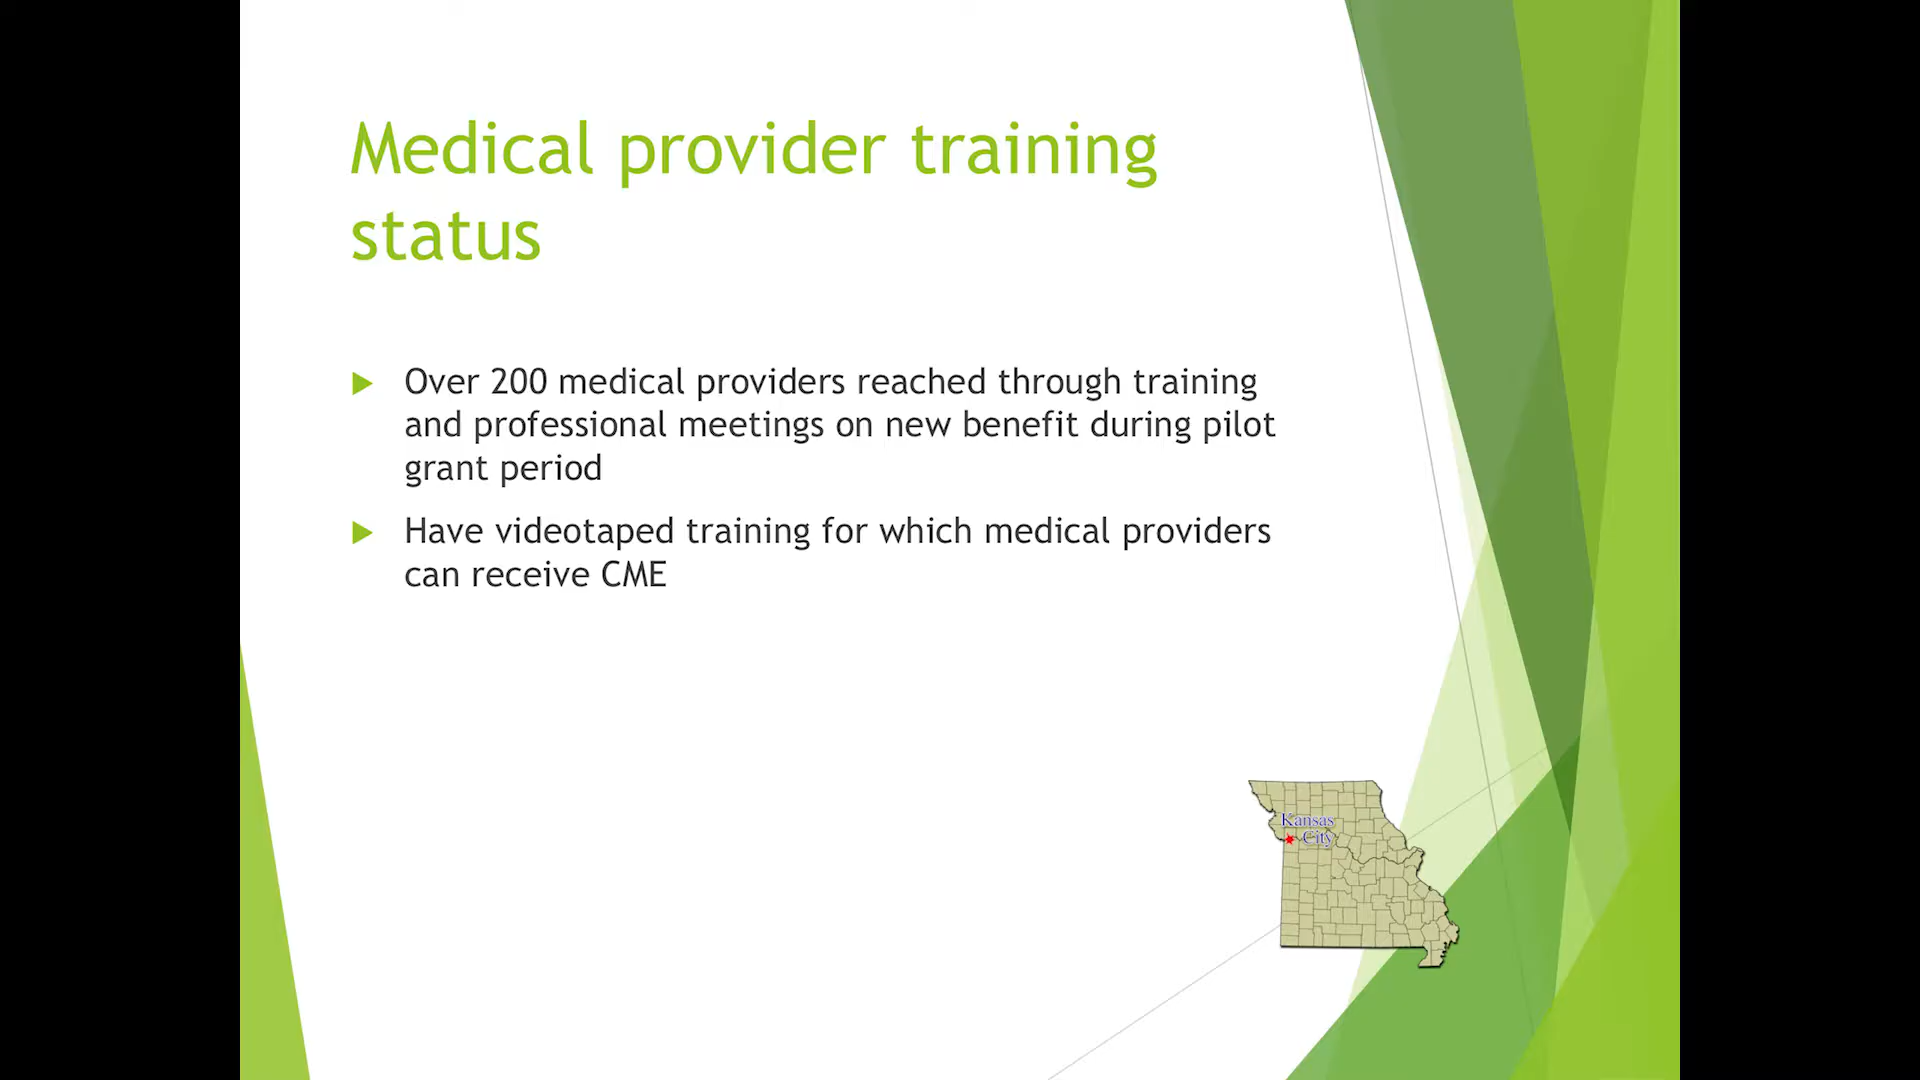 Medical provider training
status
Over 200 medical providers reached through training
and professional meetings on new benefit during pilot
grant period
Have videotaped training for which medical providers
can receive CME
Kansas
City